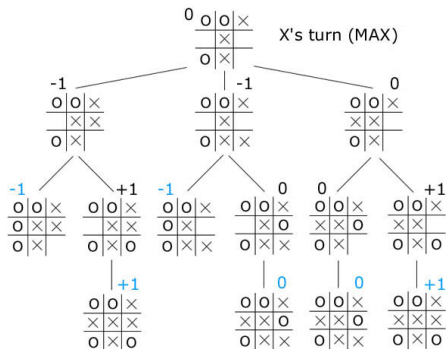 0
O O × X's turn (MAX)
×
O
-1 -1 0
O O × O O × O O ×
× × × × ×
O O × O
-1 +1 -1 0 0 +1
O O × O O × O O × O O × O O × O O ×
O × × × × O × × O × × O × ×
O O O O × O × O O O
+1 0 0 +1
O O × O O × O O × O O ×
× × × × × O × × O × × ×
O O O × O × O O